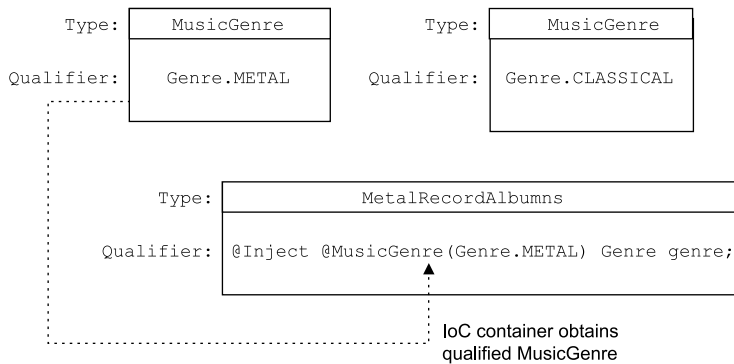 Type: MusicGenre Type: MusicGenre
Qualifier: Genre.METAL Qualifier: Genre.CLASSICAL
Type: MetalRecordAlbumns
Qualifier: @Inject @MusicGenre(Genre.METAL) Genre genre;
IoC container obtains
qualified MusicGenre